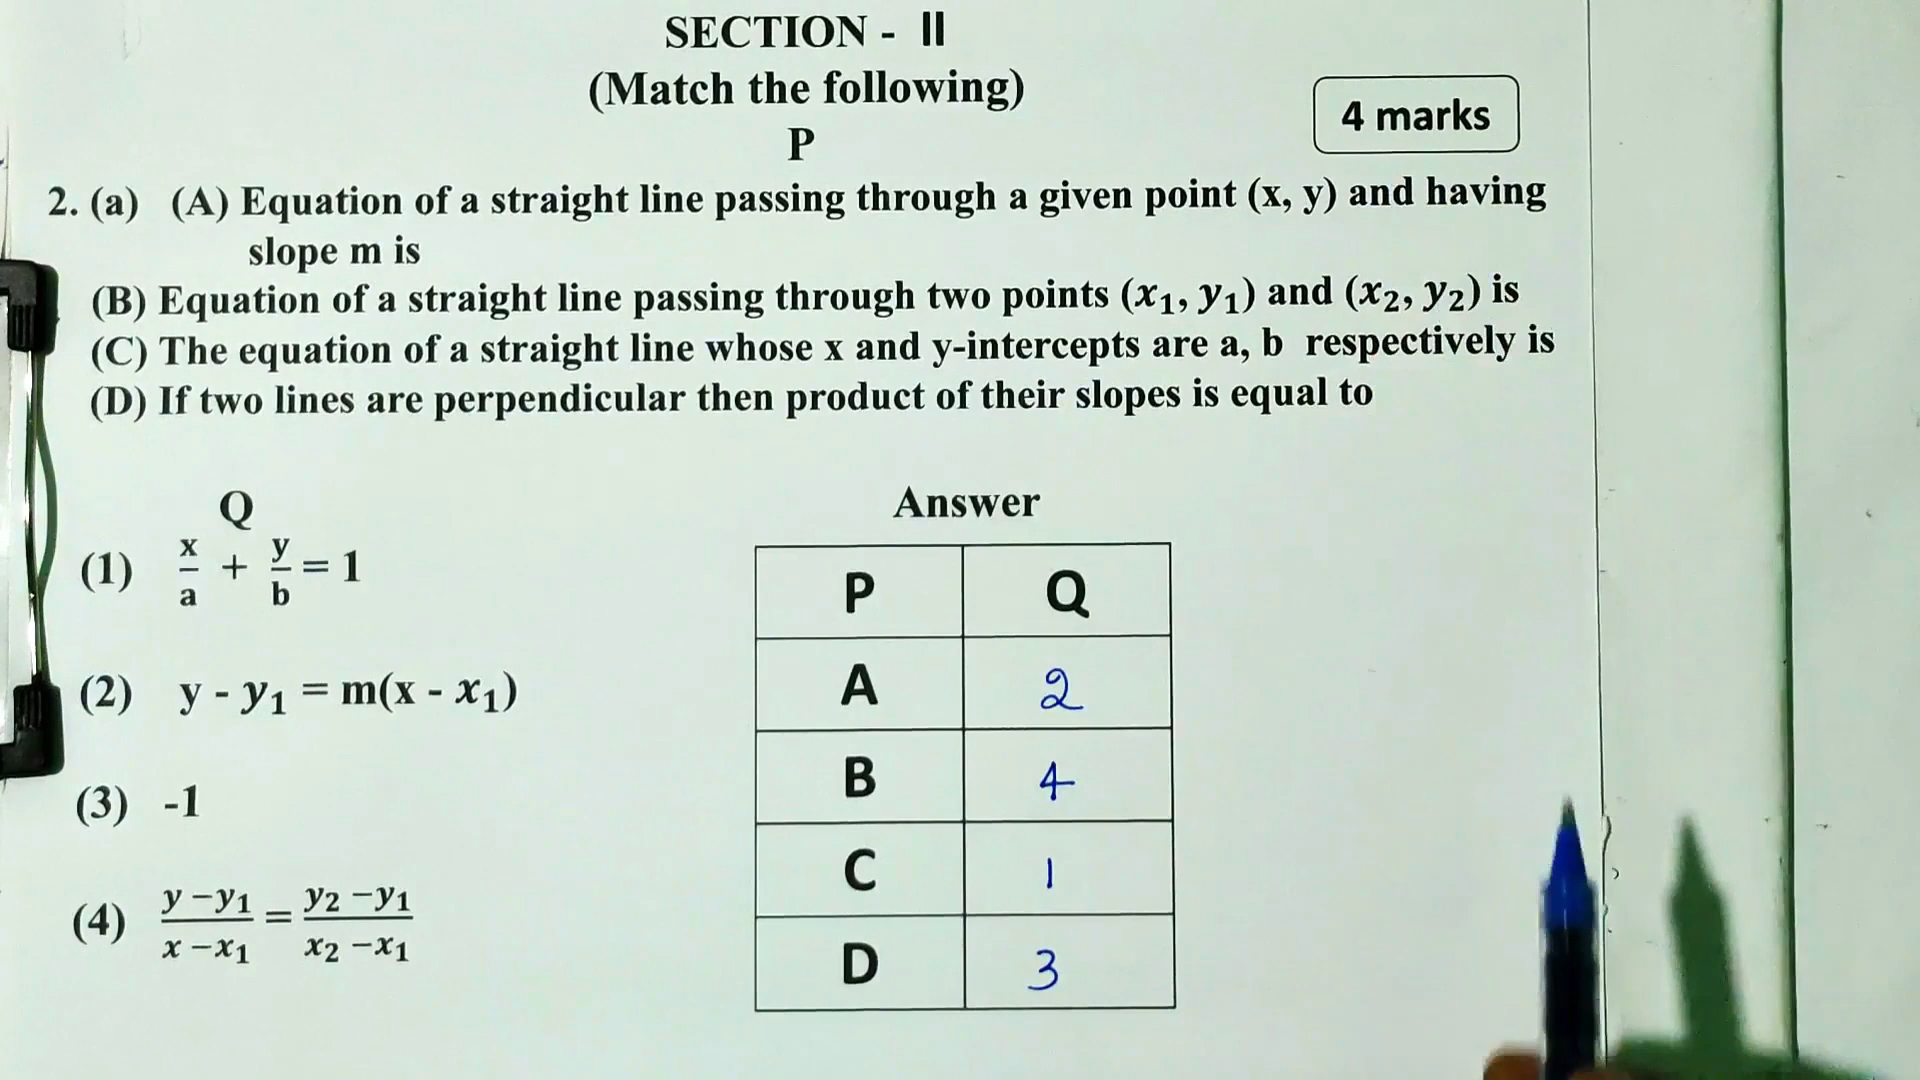 SECTION - II
(Match the following)
4 marks
P
2. (a) (A) Equation of a straight line passing through a given point (x, y) and having
slope m is
(B) Equation of a straight line passing through two points (x₁, y₁) and (x₂, y₂) is
(C) The equation of a straight line whose x and y-intercepts are a, b respectively is
(D) If two lines are perpendicular then product of their slopes is equal to
Q
(1) x/a + y/b = 1
(2) y - y₁ = m(x - x₁)
(3) -1
(4) (y - y₁)/(x - x₁) = (y₂ - y₁)/(x₂ - x₁)
Answer
P Q
A 2
B 4
C 1
D 3